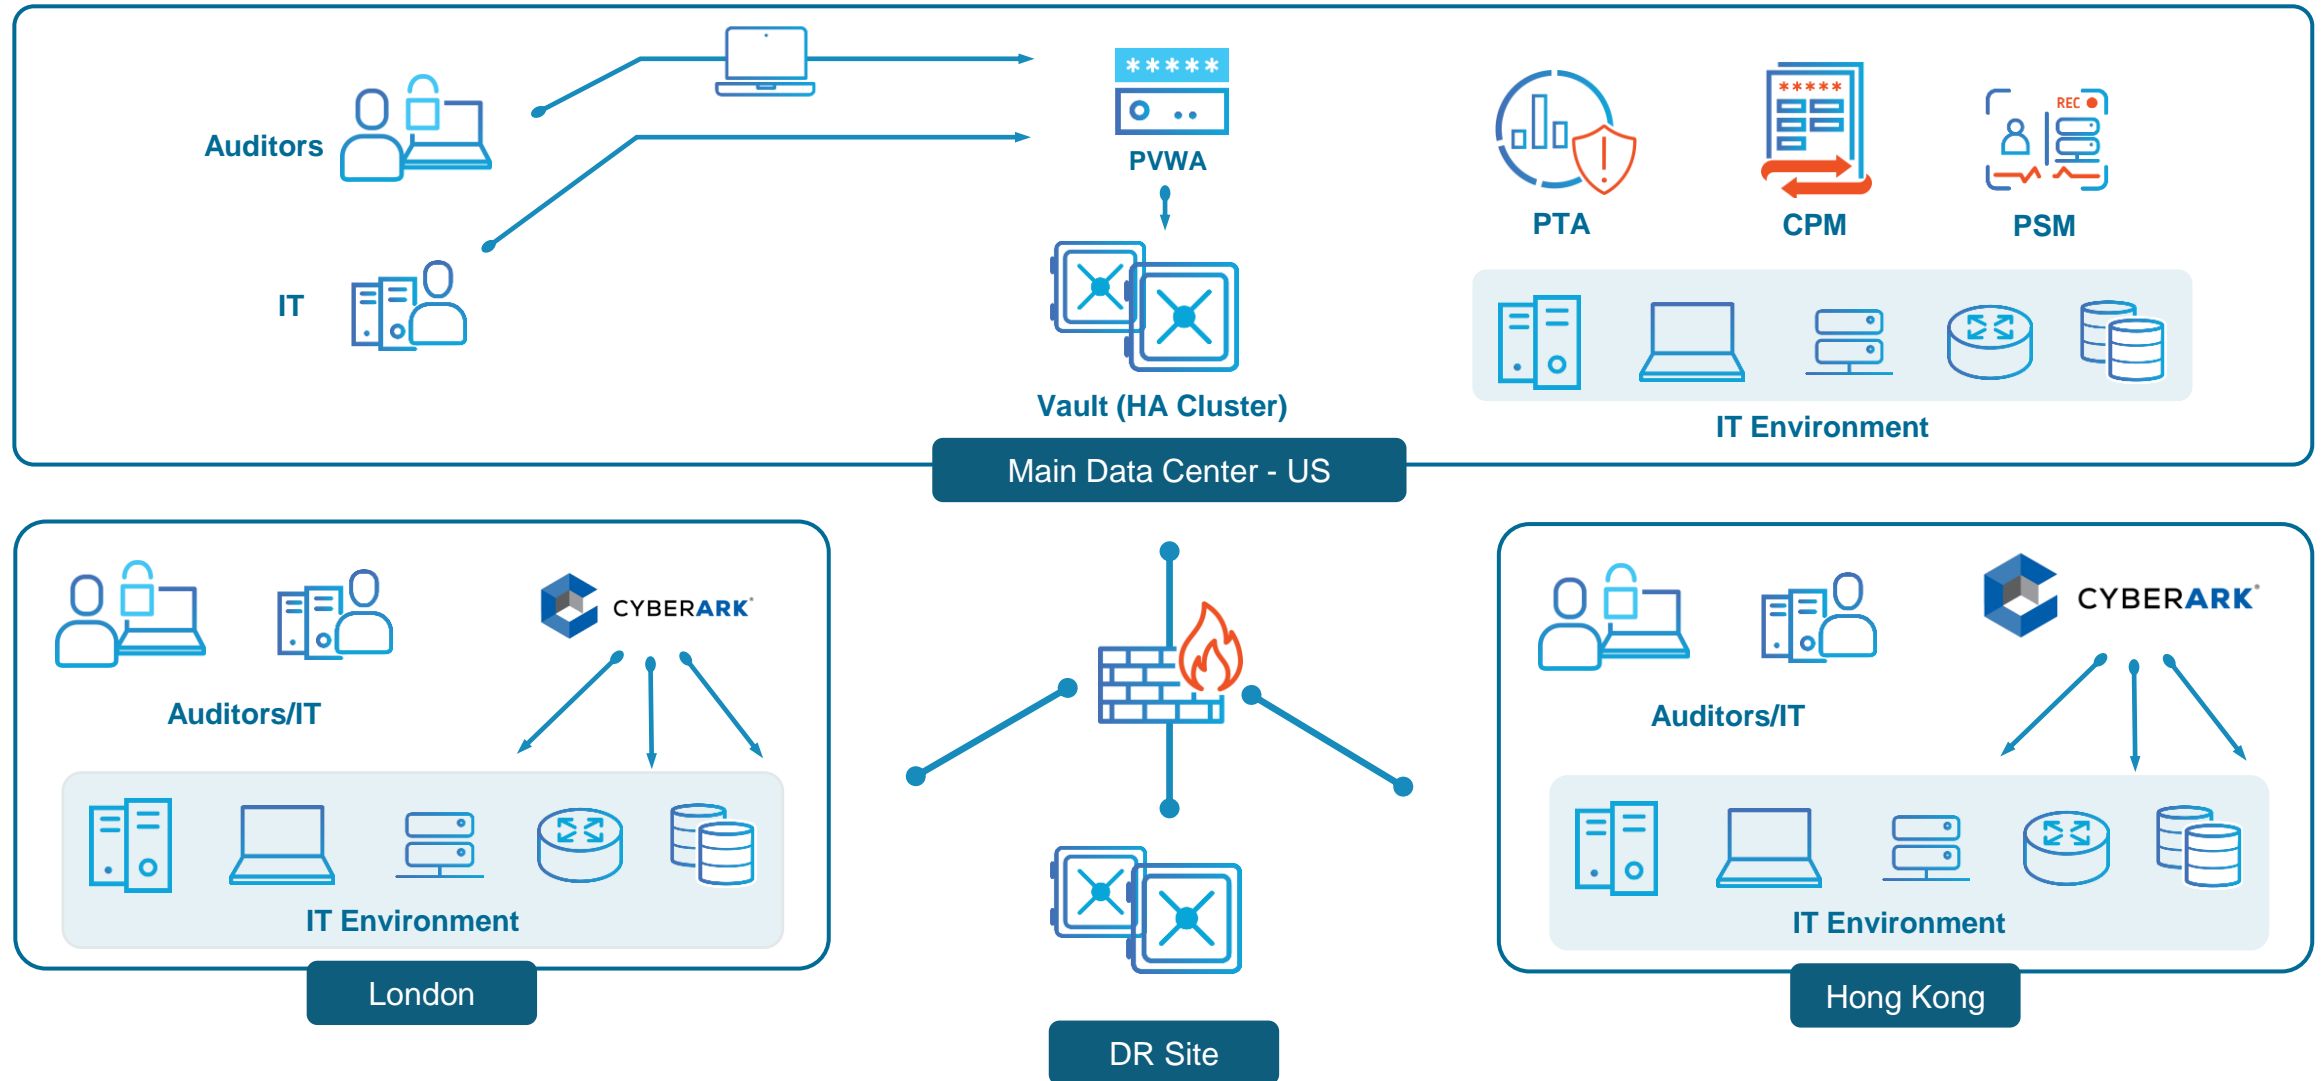 *****
PVWA
Auditors
IT
Vault (HA Cluster)
*****
REC
PTA
CPM
PSM
IT Environment
Main Data Center - US
CYBERARK®
Auditors/IT
IT Environment
London
DR Site
CYBERARK®
Auditors/IT
IT Environment
Hong Kong